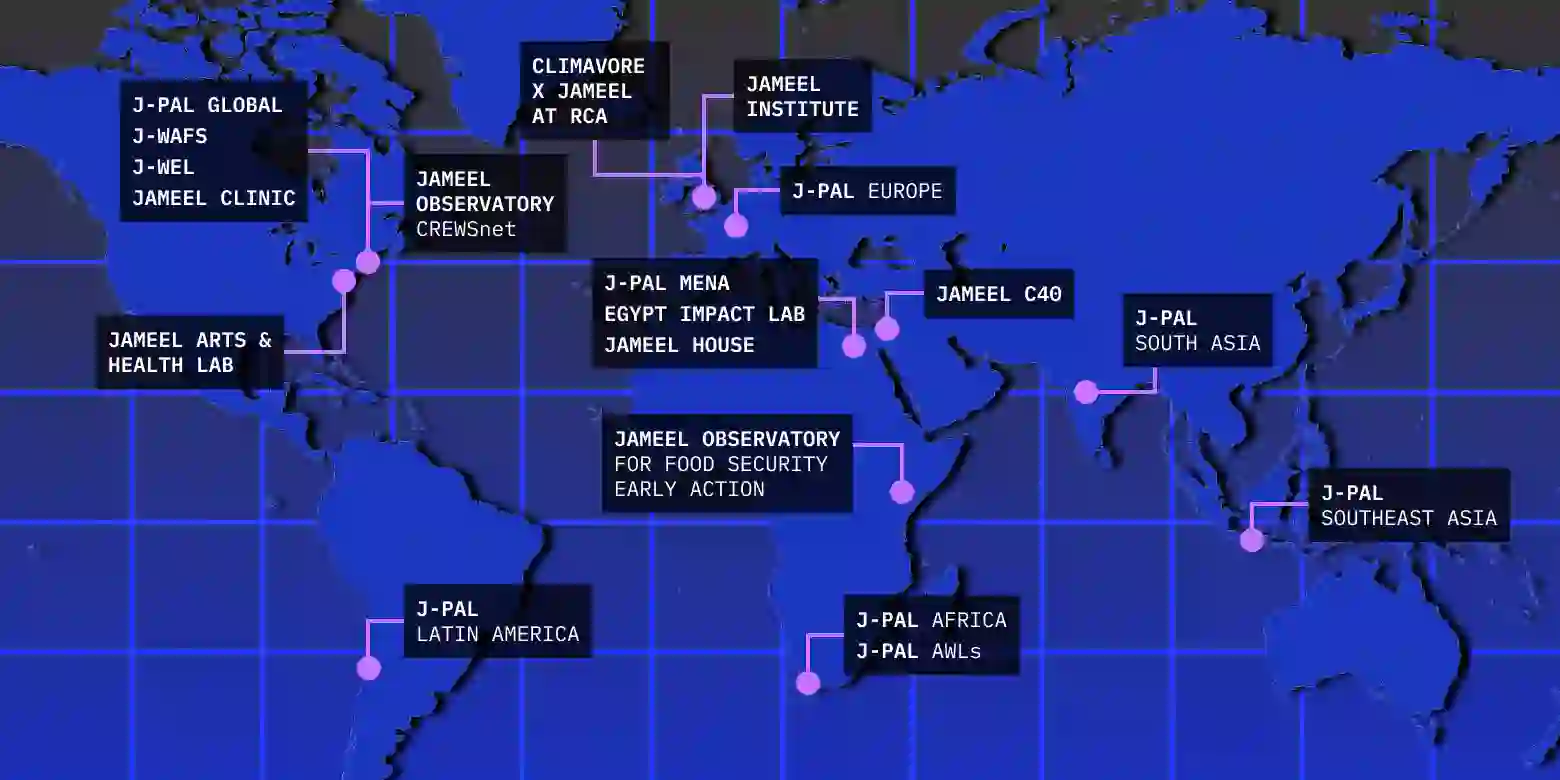 CLIMAVORE
X JAMEEL
AT RCA
JAMEEL
INSTITUTE
J-PAL GLOBAL
J-WAFS
J-WEL
JAMEEL CLINIC
JAMEEL
OBSERVATORY
CREWSnet
J-PAL EUROPE
J-PAL MENA
EGYPT IMPACT LAB
JAMEEL HOUSE
JAMEEL C40
J-PAL
SOUTH ASIA
JAMEEL ARTS &
HEALTH LAB
JAMEEL OBSERVATORY
FOR FOOD SECURITY
EARLY ACTION
J-PAL
SOUTHEAST ASIA
J-PAL
LATIN AMERICA
J-PAL AFRICA
J-PAL AWLs